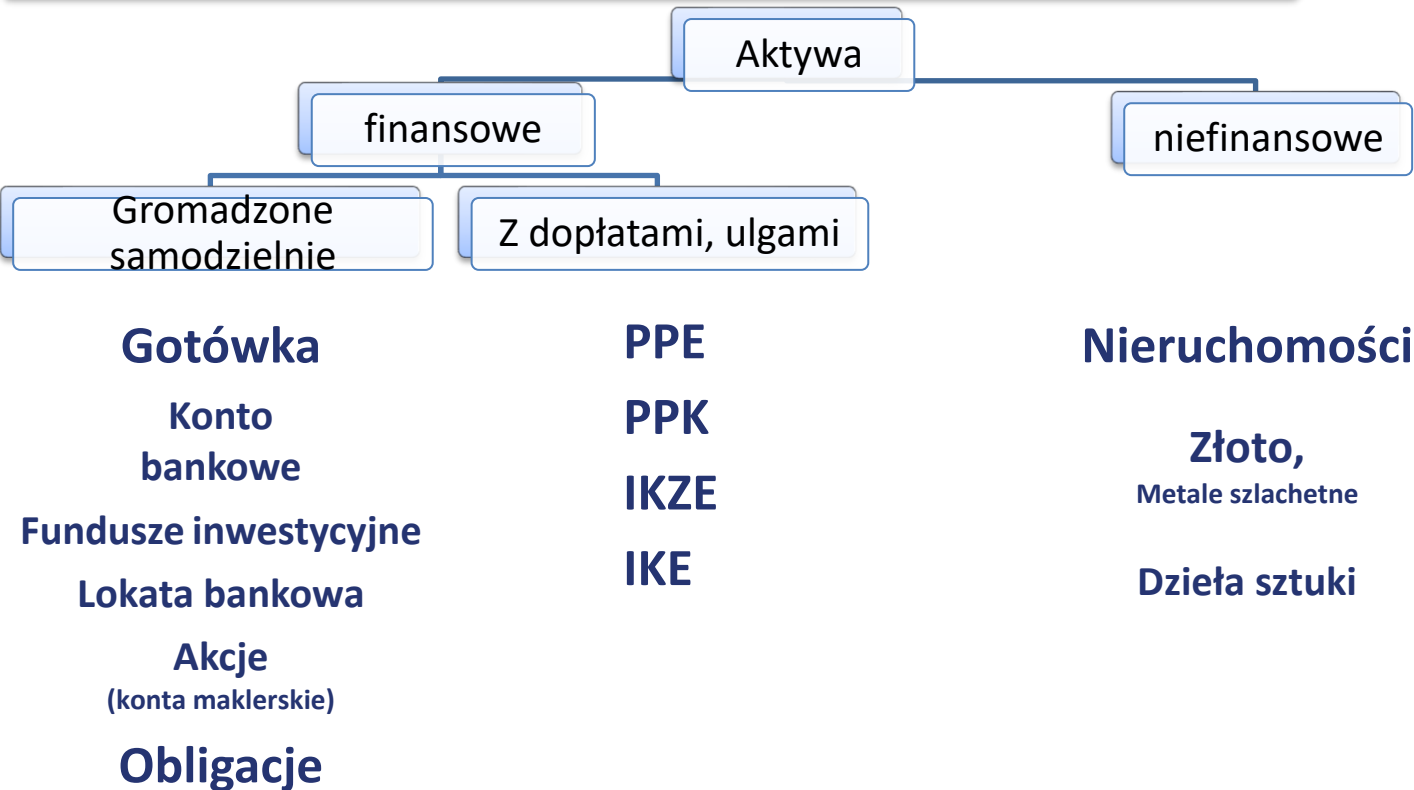 Aktywa
finansowe
niefinansowe
Gromadzone
samodzielnie
Z dopłatami, ulgami
Gotówka
Konto
bankowe
Fundusze inwestycyjne
Lokata bankowa
Akcje
(konta maklerskie)
Obligacje
PPE
PPK
IKZE
IKE
Nieruchomości
Złoto,
Metale szlachetne
Dzieła sztuki